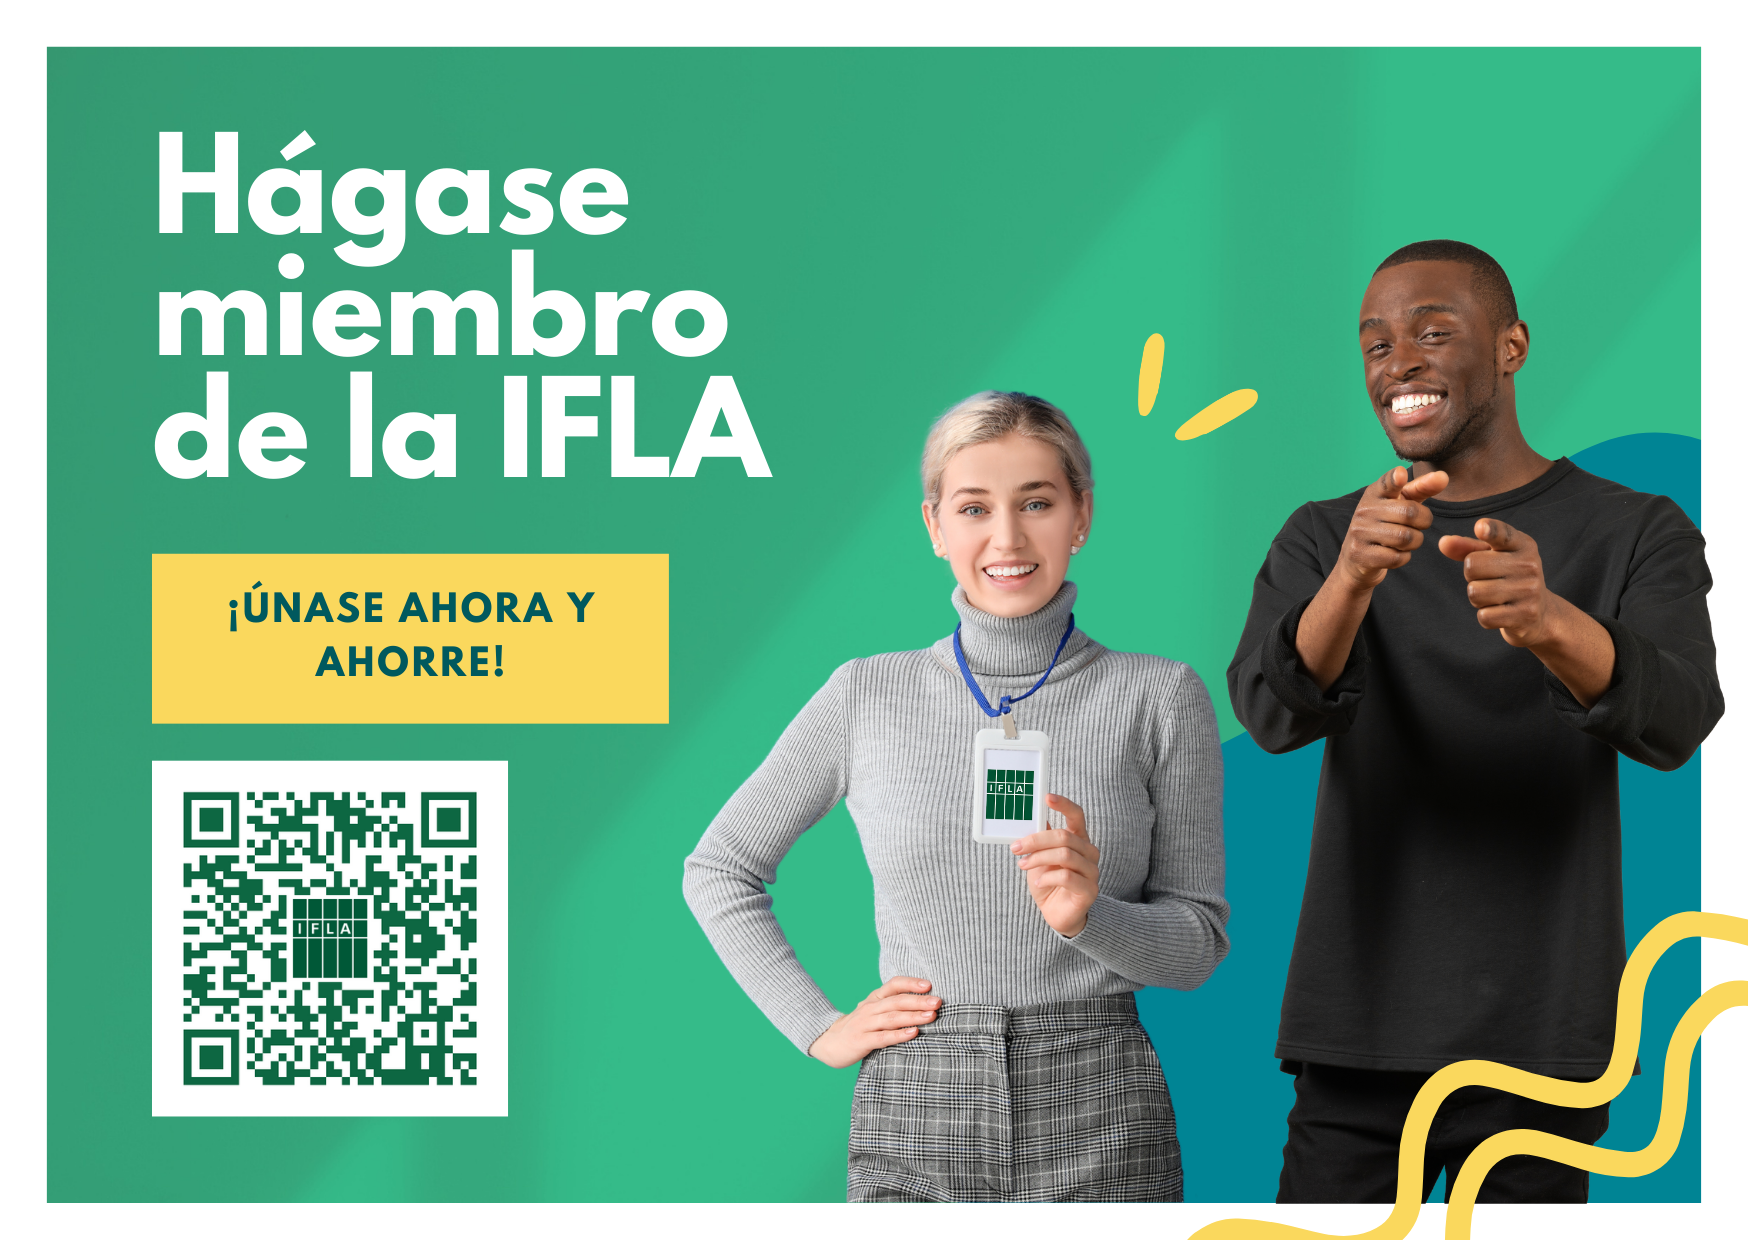 Hágase
miembro
de la IFLA
¡ÚNASE AHORA Y
AHORRE!
IFLA
IFLA